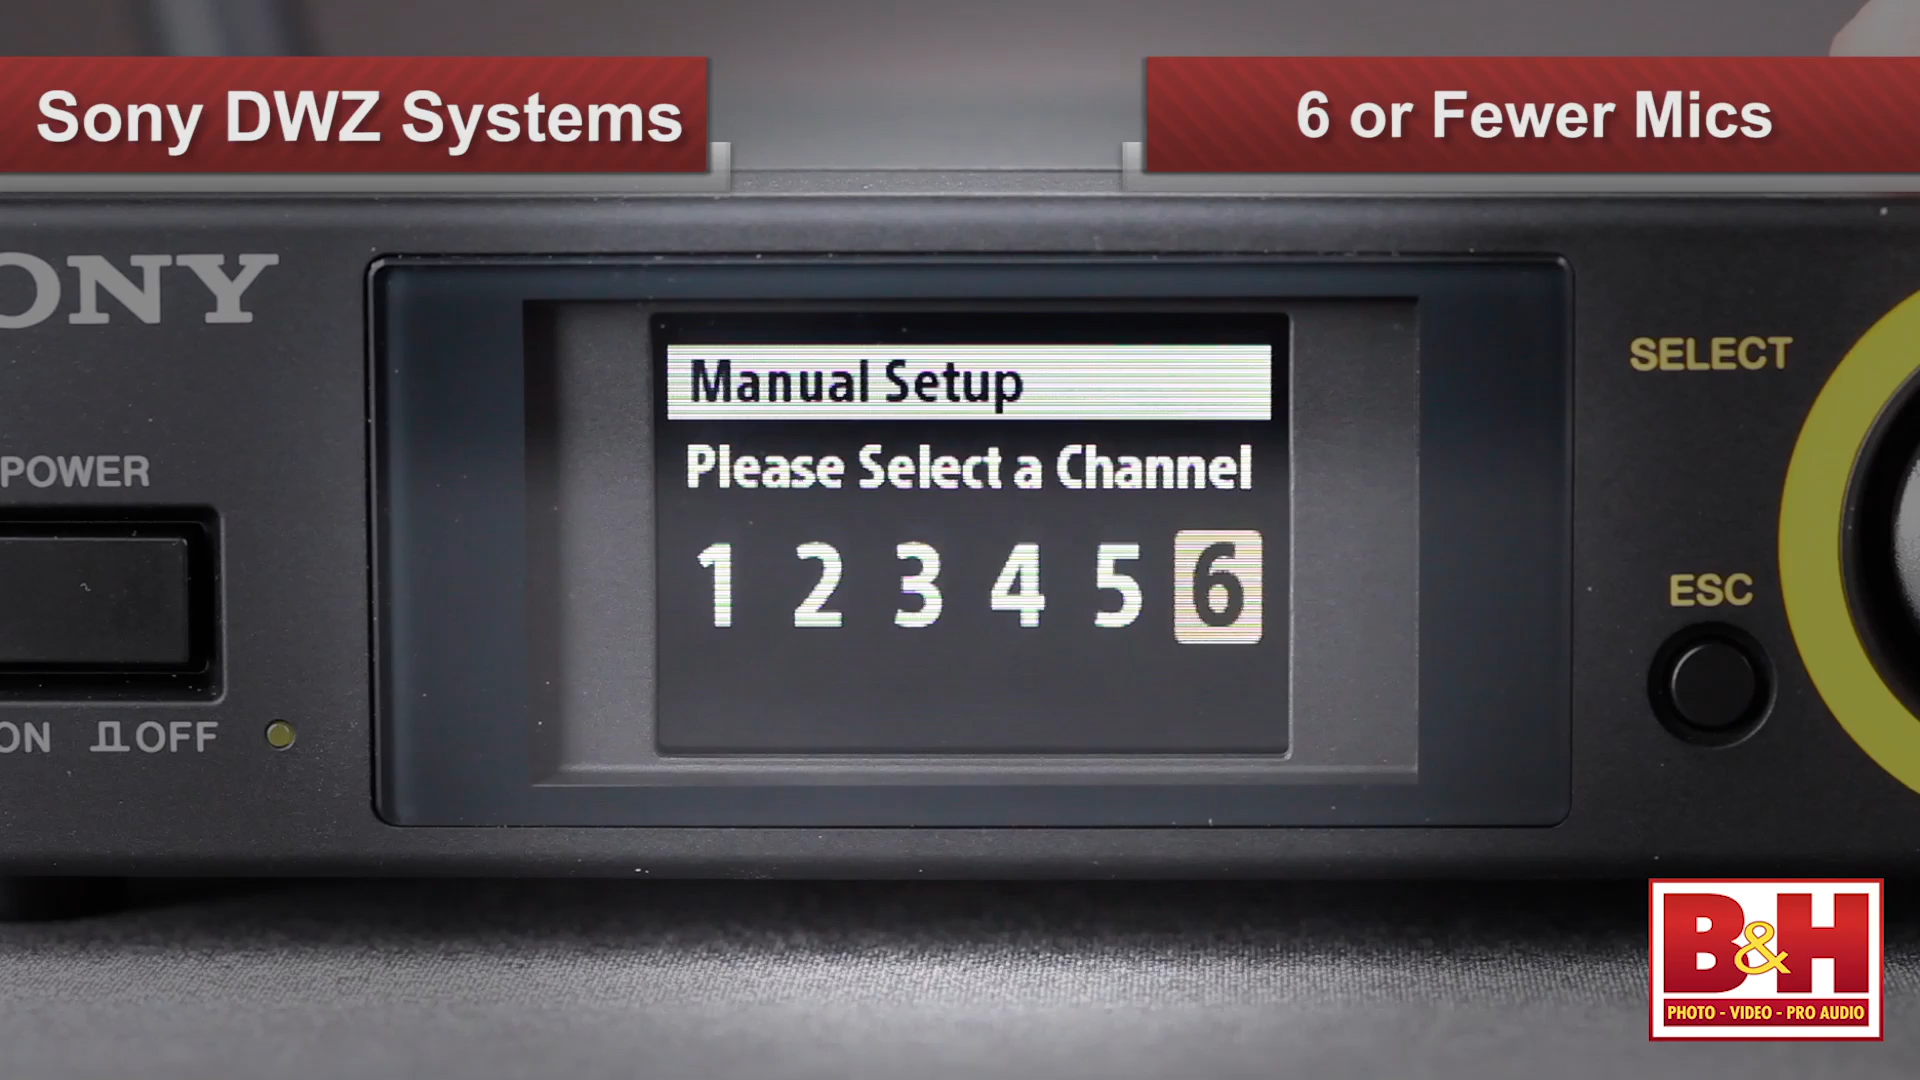 Sony DWZ Systems
6 or Fewer Mics
ONY
Manual Setup
Please Select a Channel
1 2 3 4 5 6
SELECT
POWER
ESC
ON OFF
B&H
PHOTO - VIDEO - PRO AUDIO